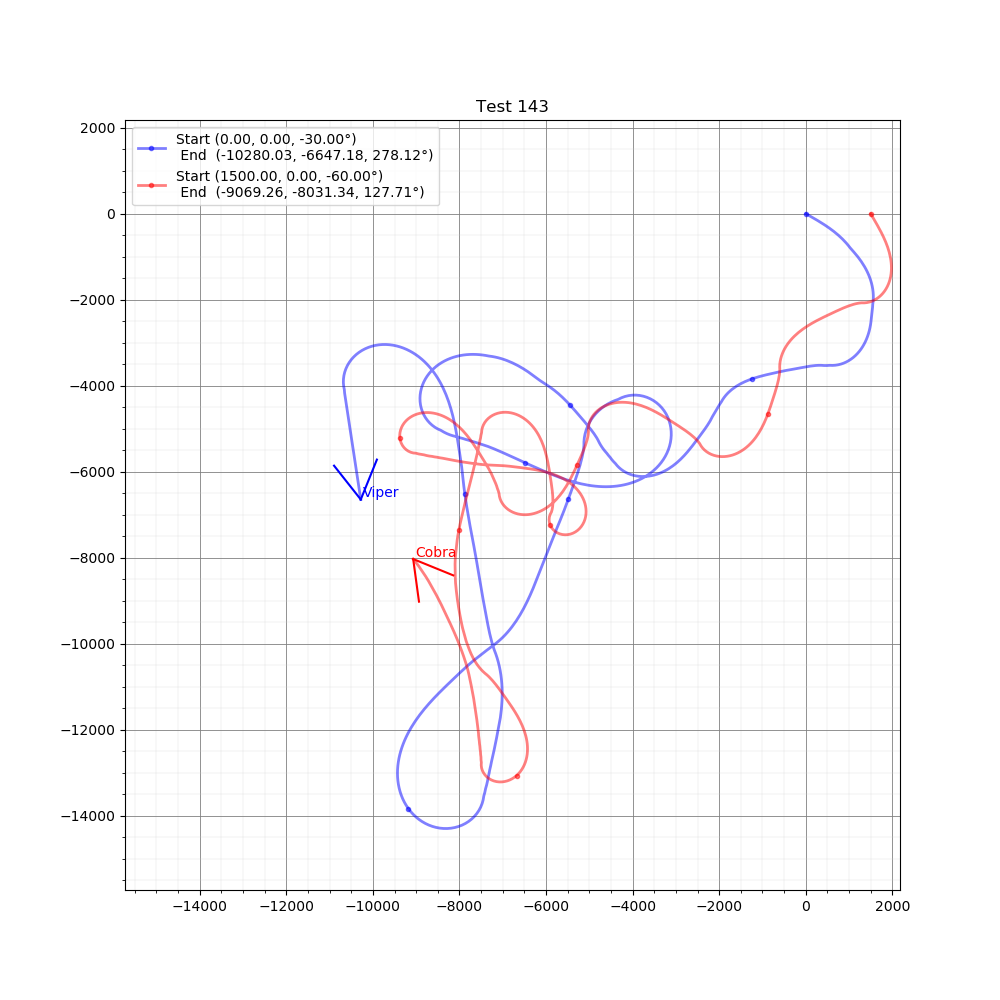 Test 143
Start (0.00, 0.00, -30.00°)
End (-10280.03, -6647.18, 278.12°)
Start (1500.00, 0.00, -60.00°)
End (-9069.26, -8031.34, 127.71°)
2000
0
−2000
−4000
−6000
−8000
−10000
−12000
−14000
Viper
Cobra
−14000 −12000 −10000 −8000 −6000 −4000 −2000 0 2000